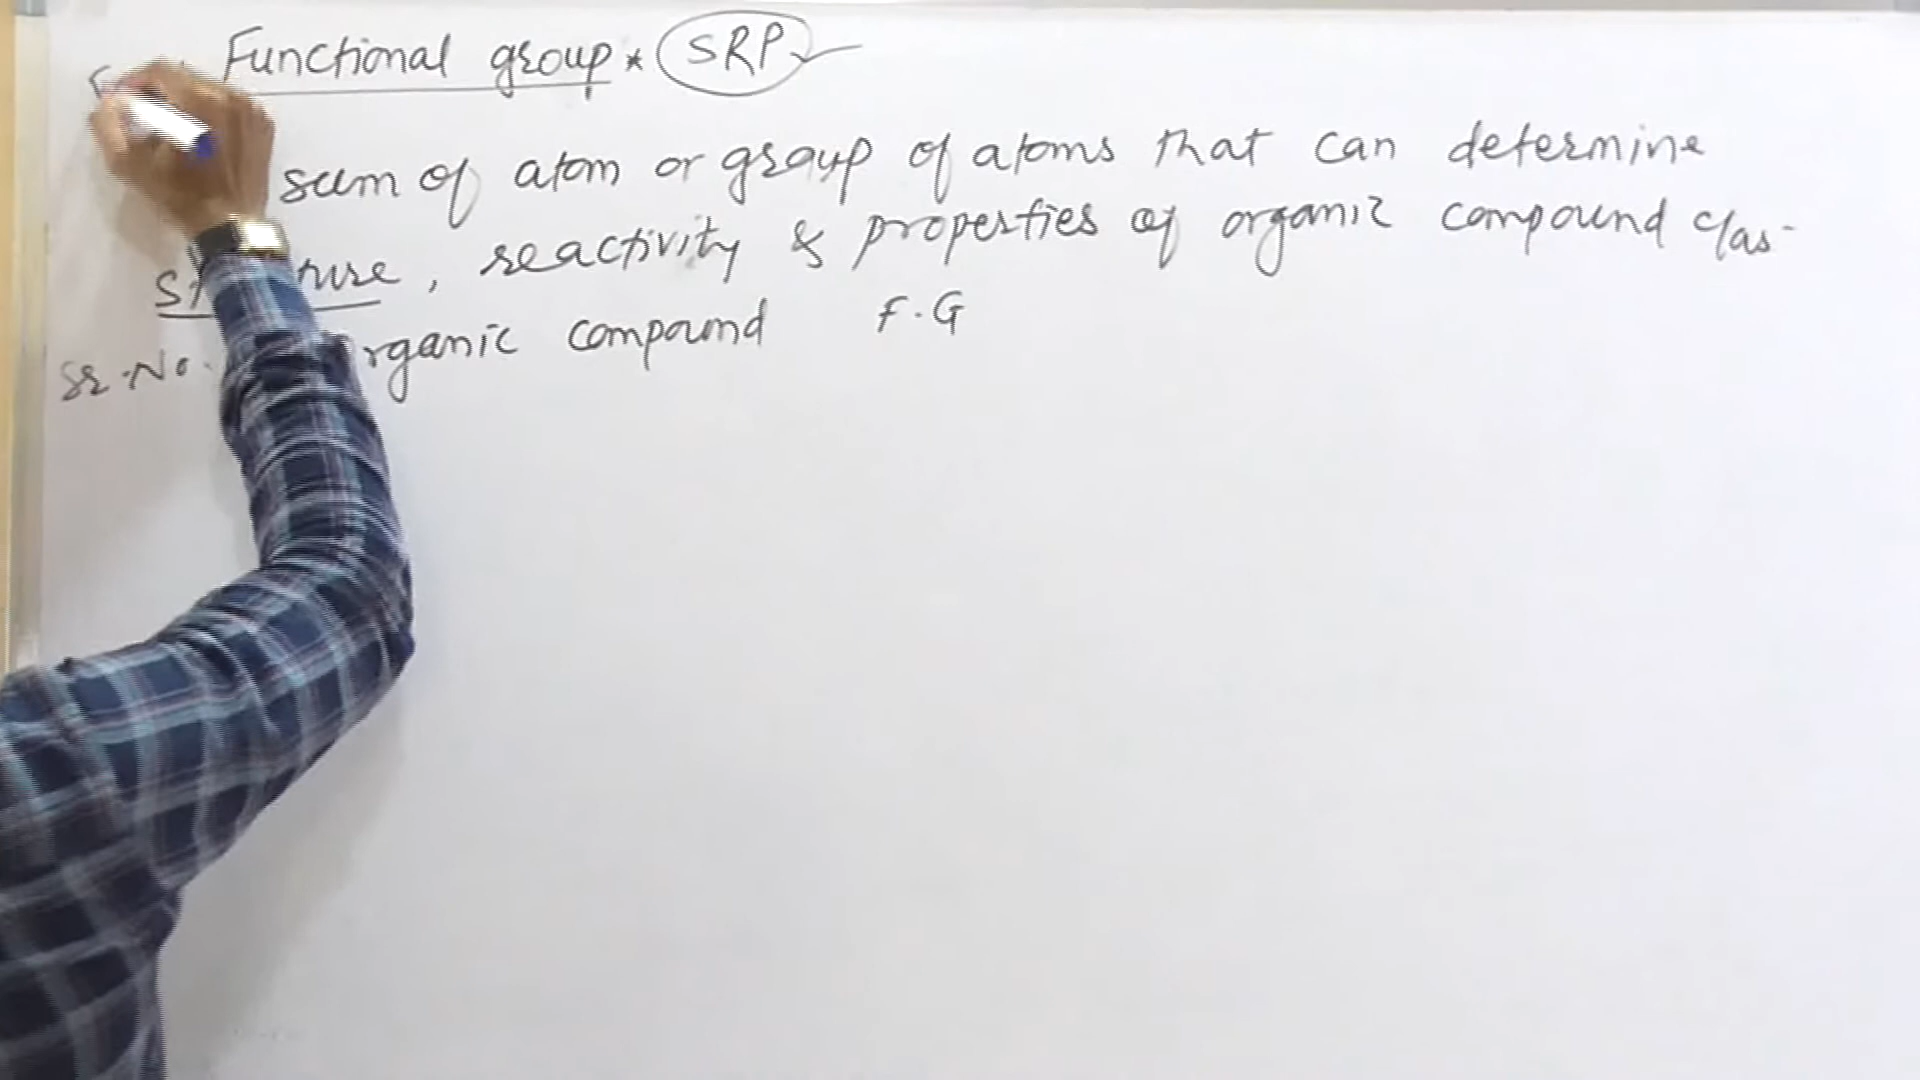 Functional group * SRP
sum of atom or group of atoms that can determine
structure, reactivity & properties of organic compound clas-
Sr. No. organic compound F.G